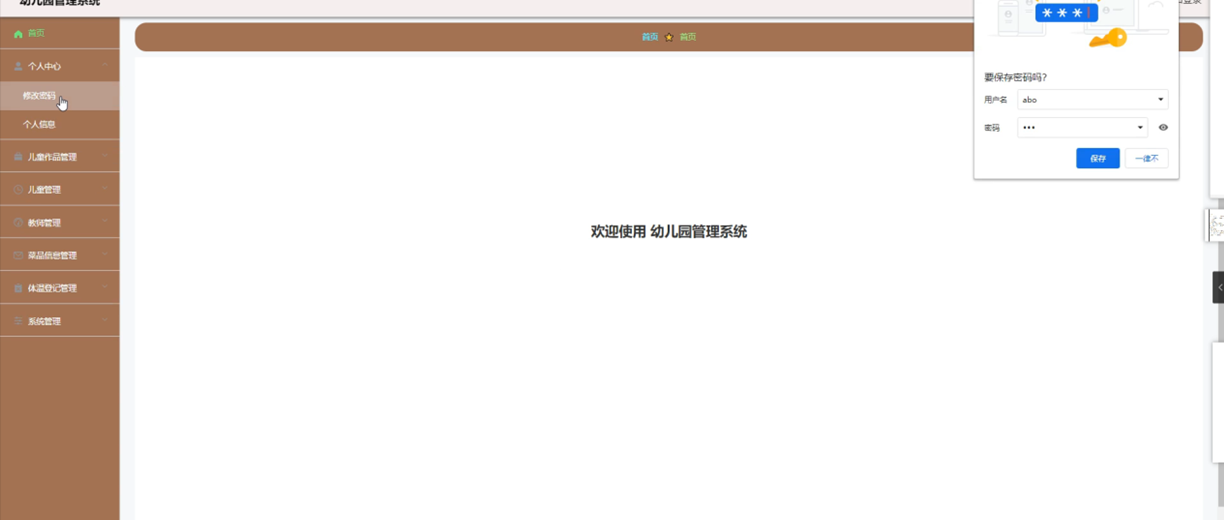 幼儿园管理系统
登录
首页
首页 首页
个人中心
修改密码
个人信息
儿童作品管理
儿童管理
教师管理
菜品信息管理
体温登记管理
系统管理
欢迎使用 幼儿园管理系统
***
要保存密码吗?
用户名 abo
密码 •••
保存 一律不